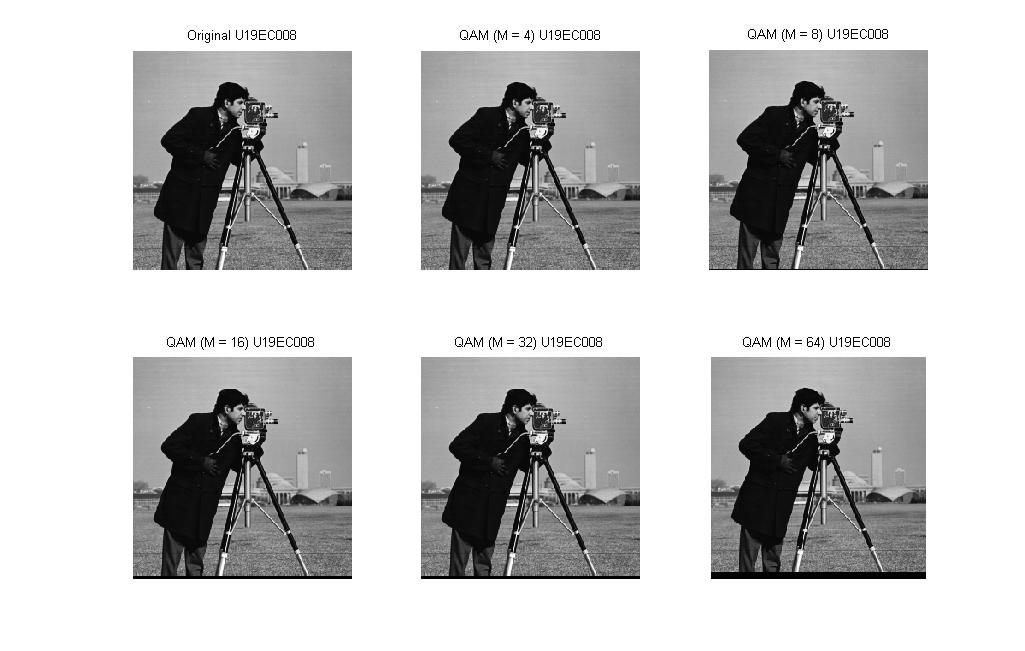 Original U19EC008
QAM (M = 4) U19EC008
QAM (M = 8) U19EC008
QAM (M = 16) U19EC008
QAM (M = 32) U19EC008
QAM (M = 64) U19EC008